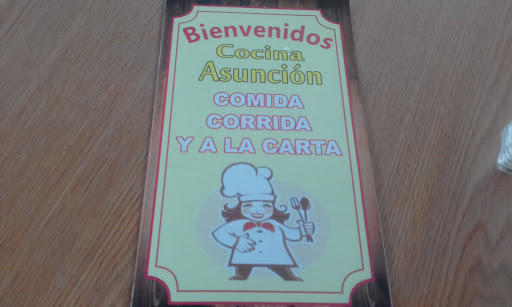 Bienvenidos
Cocina
Asunción
COMIDA
CORRIDA
Y A LA CARTA